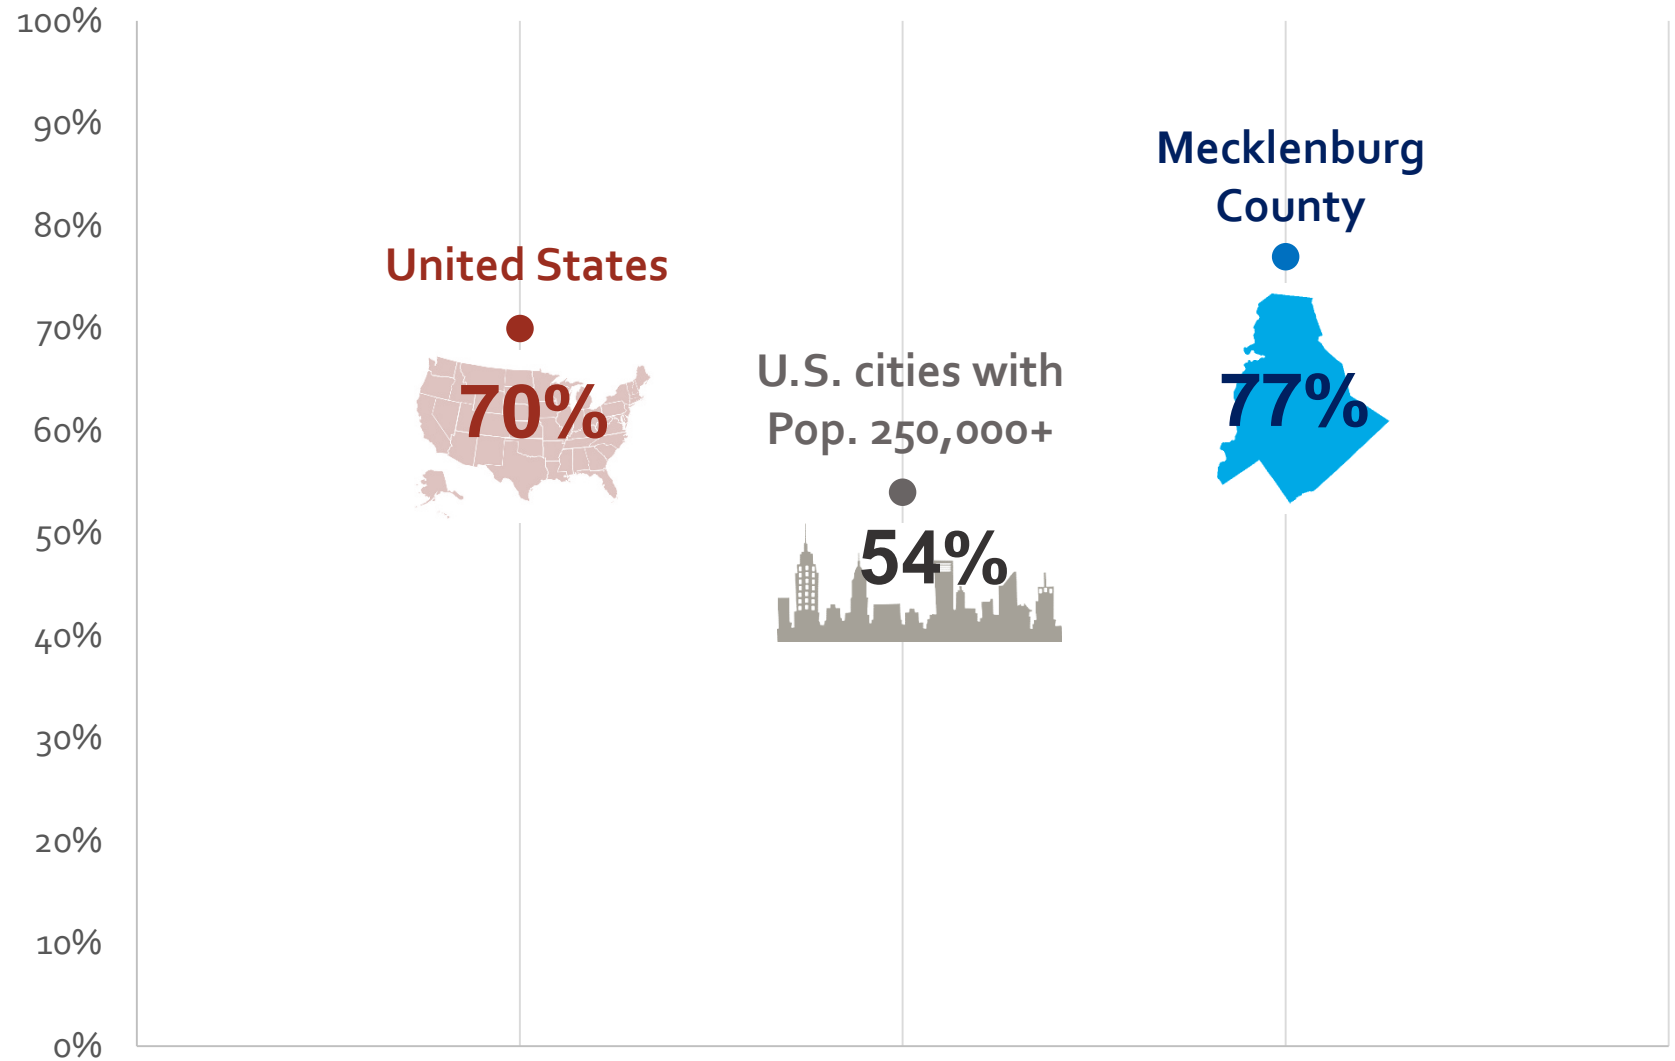 100%
90%
80%
70%
60%
50%
40%
30%
20%
10%
0%
United States
70%
U.S. cities with
Pop. 250,000+
54%
Mecklenburg
County
77%